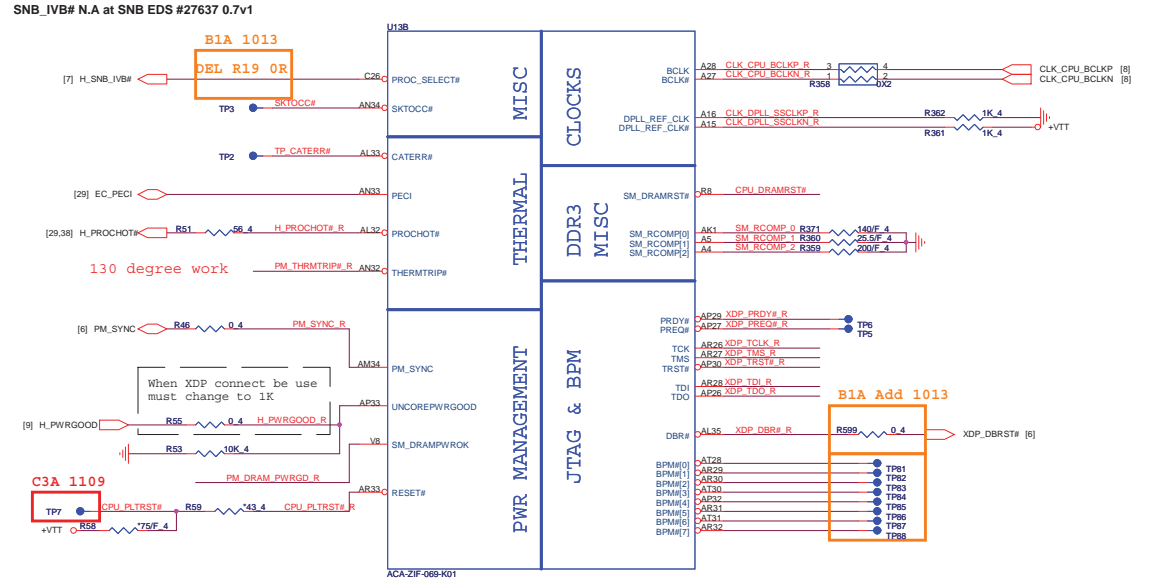 SNB_IVB# N.A at SNB EDS #27637 0.7v1
U13B
B1A 1013
DEL R19 0R
[7] H_SNB_IVB#
C26
PROC_SELECT#
TP3
SKTOCC#
AN34
SKTOCC#
MISC
TP2
TP_CATERR#
AL33
CATERR#
[29] EC_PECI
AN33
PECI
[29,38] H_PROCHOT#
R51
56_4
H_PROCHOT#_R
AL32
PROCHOT#
130 degree work
PM_THRMTRIP#_R
AN32
THERMTRIP#
THERMAL
[6] PM_SYNC
R46
0_4
PM_SYNC_R
AM34
PM_SYNC
When XDP connect be use
must change to 1K
[9] H_PWRGOOD
R55
0_4
H_PWRGOOD_R
AP33
UNCOREPWRGOOD
R53
10K_4
V8
SM_DRAMPWROK
PM_DRAM_PWRGD_R
C3A 1109
TP7
CPU_PLTRST#
R59
*43_4
CPU_PLTRST#_R
AR33
RESET#
+VTT
R58
*75/F_4
PWR MANAGEMENT
CLOCKS
BCLK
A28
CLK_CPU_BCLKP_R
3
4
CLK_CPU_BCLKP [8]
BCLK#
A27
CLK_CPU_BCLKN_R
1
2
CLK_CPU_BCLKN [8]
R358
0X2
DPLL_REF_CLK
A16
CLK_DPLL_SSCLKP_R
R362
1K_4
DPLL_REF_CLK#
A15
CLK_DPLL_SSCLKN_R
R361
1K_4
+VTT
DDR3
MISC
SM_DRAMRST#
R8
CPU_DRAMRST#
SM_RCOMP[0]
AK1
SM_RCOMP_0
R371
140/F_4
SM_RCOMP[1]
A5
SM_RCOMP_1
R360
25.5/F_4
SM_RCOMP[2]
A4
SM_RCOMP_2
R359
200/F_4
JTAG & BPM
PRDY#
AP29
XDP_PRDY#_R
TP6
PREQ#
AP27
XDP_PREQ#_R
TP5
TCK
AR26
XDP_TCLK_R
TMS
AR27
XDP_TMS_R
TRST#
AP30
XDP_TRST#_R
TDI
AR28
XDP_TDI_R
TDO
AP26
XDP_TDO_R
B1A Add 1013
DBR#
AL35
XDP_DBR#_R
R599
0_4
XDP_DBRST# [6]
BPM#[0]
AT28
TP81
BPM#[1]
AR29
TP82
BPM#[2]
AR30
TP83
BPM#[3]
AT30
TP84
BPM#[4]
AP32
TP85
BPM#[5]
AR31
TP86
BPM#[6]
AT31
TP87
BPM#[7]
AR32
TP88
ACA-ZIF-069-K01